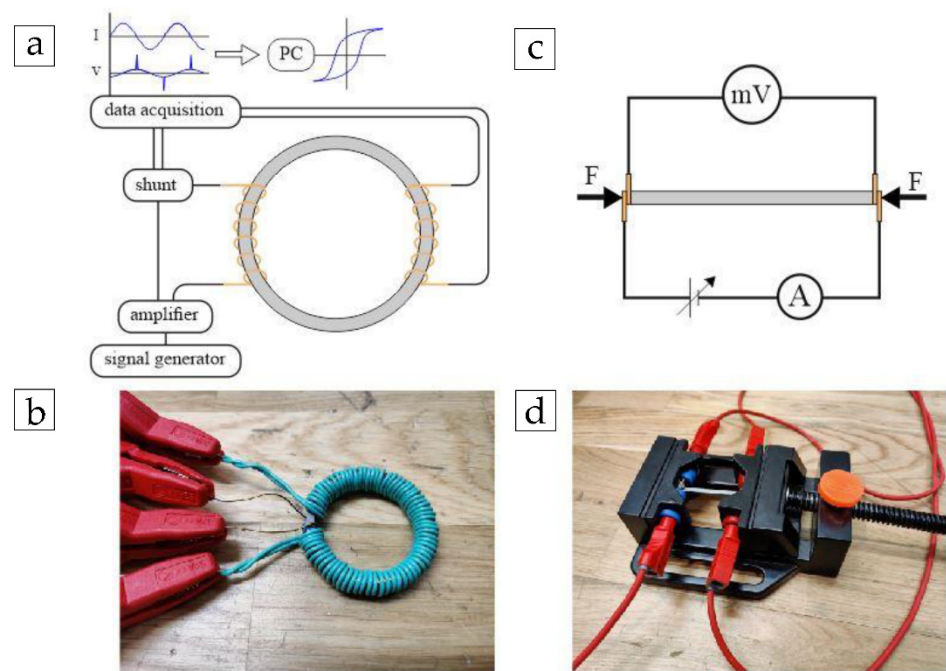 a
I
V
PC
data acquisition
shunt
amplifier
signal generator
b
c
mV
F
F
A
d